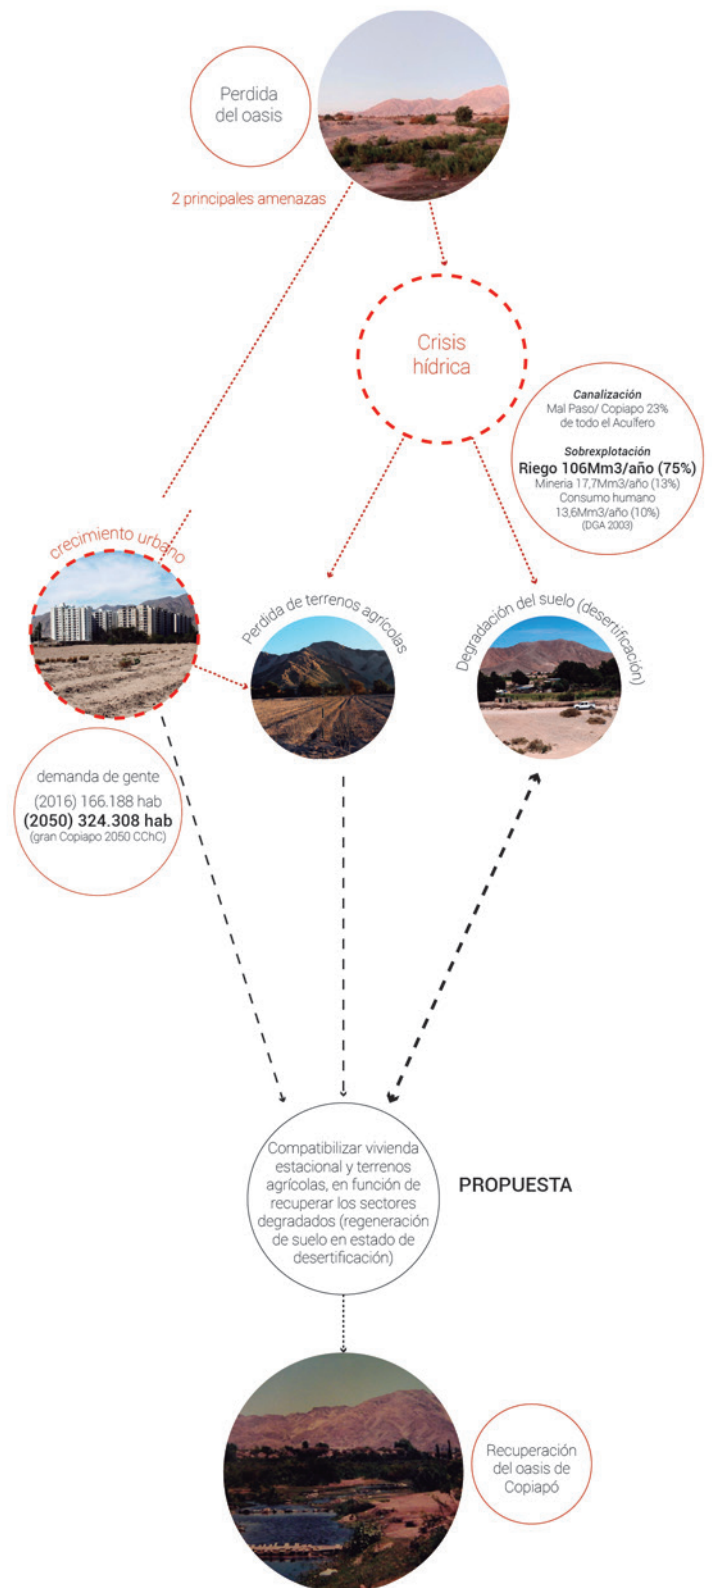 Perdida
del oasis
2 principales amenazas
Crisis
hídrica
Canalización
Mal Paso/ Copiapo 23%
de todo el Acuífero
Sobrexplotación
Riego 106Mm3/año (75%)
Mineria 17,7Mm3/año (13%)
Consumo humano
13,6Mm3/año (10%)
(DGA 2003)
crecimiento urbano
Perdida de terrenos agrícolas
Degradación del suelo (desertificación)
demanda de gente
(2016) 166.188 hab
(2050) 324.308 hab
(gran Copiapo 2050 CChC)
Compatibilizar vivienda
estacional y terrenos
agrícolas, en función de
recuperar los sectores
degradados (regeneración
de suelo en estado de
desertificación)
PROPUESTA
Recuperación
del oasis de
Copiapó